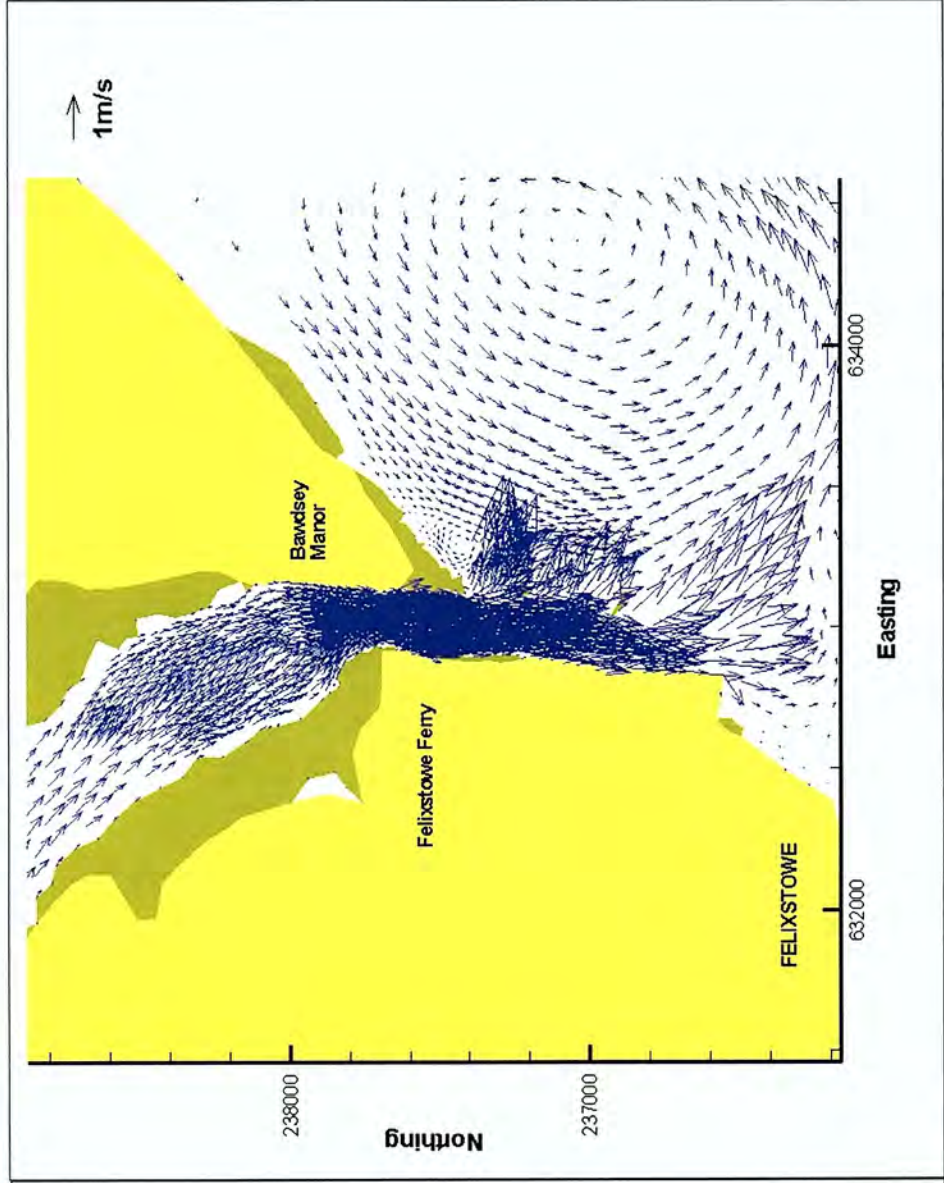 1m/s
Bawdsey
Manor
Felixstowe Ferry
FELIXSTOWE
238000
237000
Northing
632000
634000
Easting